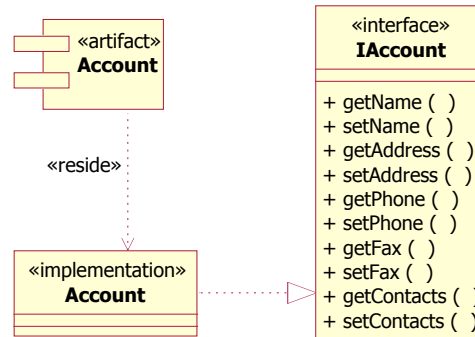 «artifact»
Account
«reside»
«implementation»
Account
«interface»
IAccount
+ getName ( )
+ setName ( )
+ getAddress ( )
+ setAddress ( )
+ getPhone ( )
+ setPhone ( )
+ getFax ( )
+ setFax ( )
+ getContacts ( )
+ setContacts ( )